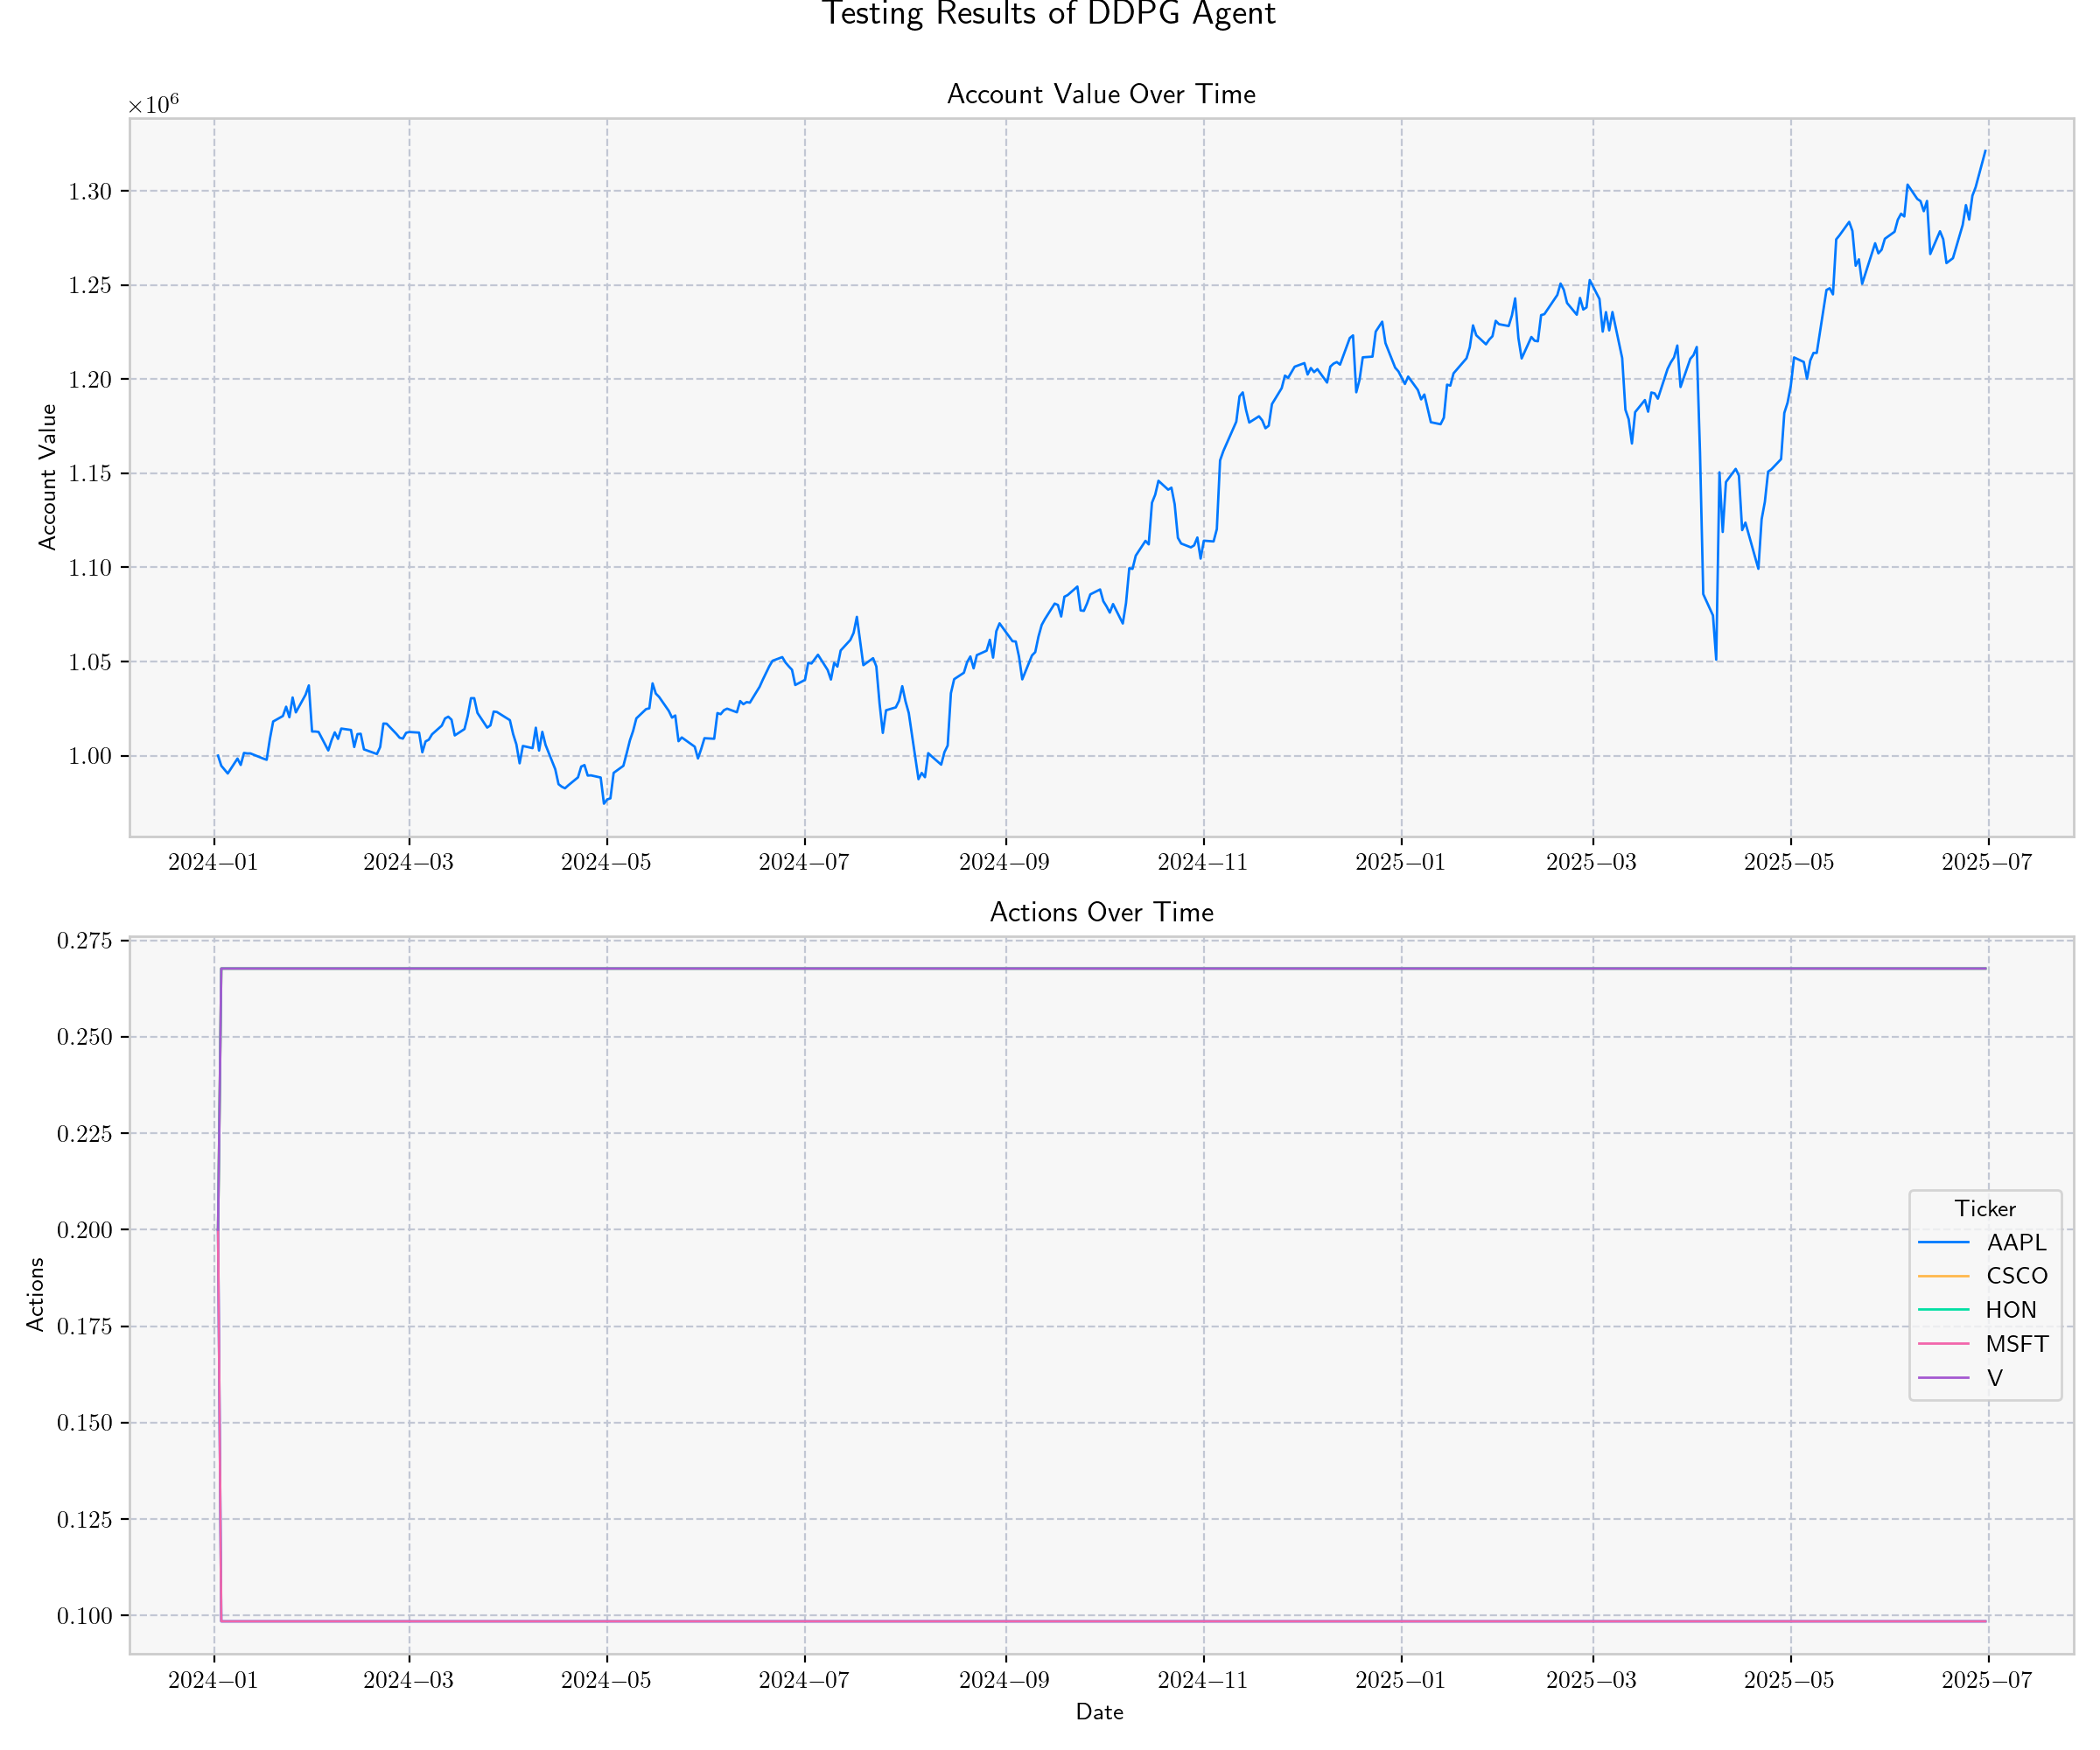 Testing Results of DDPG Agent
Account Value Over Time
×10⁶
1.30
1.25
1.20
1.15
1.10
1.05
1.00
Account Value
2024–01 2024–03 2024–05 2024–07 2024–09 2024–11 2025–01 2025–03 2025–05 2025–07
Actions Over Time
0.275
0.250
0.225
0.200
0.175
0.150
0.125
0.100
Actions
Ticker
AAPL
CSCO
HON
MSFT
V
2024–01 2024–03 2024–05 2024–07 2024–09 2024–11 2025–01 2025–03 2025–05 2025–07
Date